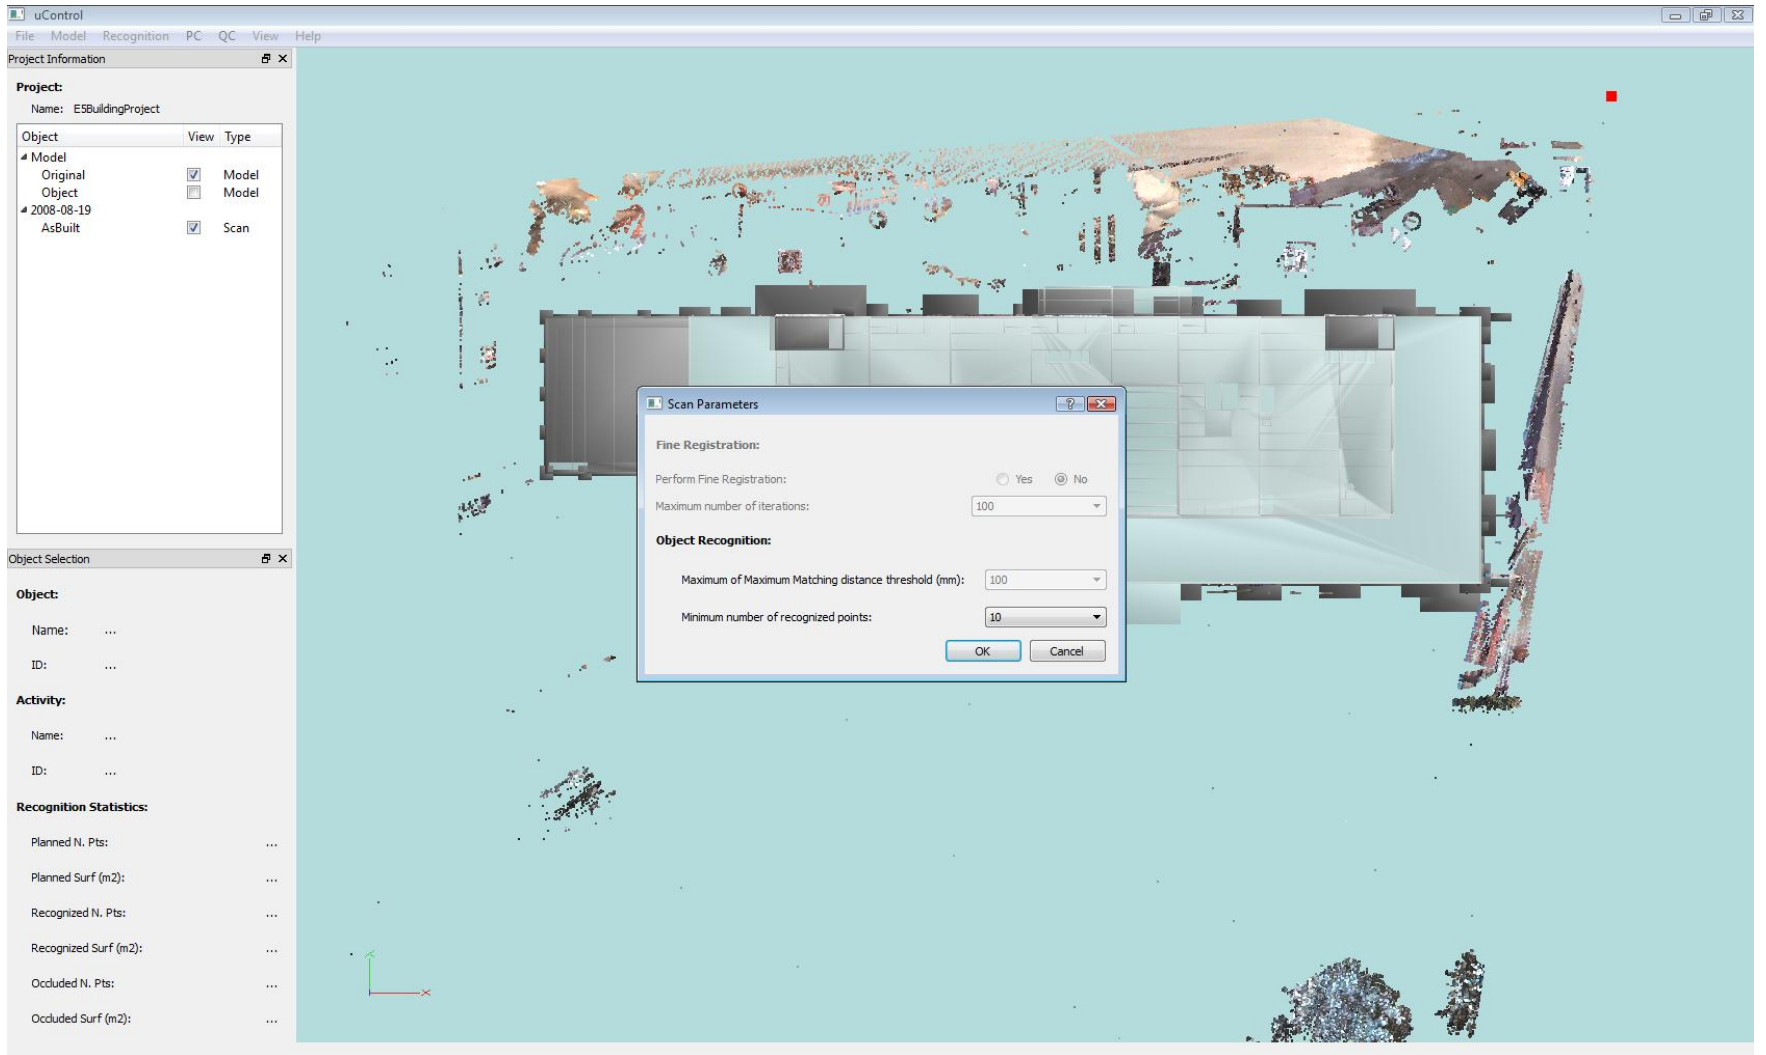 uControl
File Model Recognition PC QC View Help
Project Information
Project:
Name: E5BuildingProject
Object View Type
Model
Original Model
Object Model
2008-08-19
AsBuilt Scan
Object Selection
Object:
Name: ...
ID: ...
Activity:
Name: ...
ID: ...
Recognition Statistics:
Planned N. Pts: ...
Planned Surf (m2): ...
Recognized N. Pts: ...
Recognized Surf (m2): ...
Occluded N. Pts: ...
Occluded Surf (m2): ...
Scan Parameters
Fine Registration:
Perform Fine Registration: Yes No
Maximum number of iterations: 100
Object Recognition:
Maximum of Maximum Matching distance threshold (mm): 100
Minimum number of recognized points: 10
OK Cancel